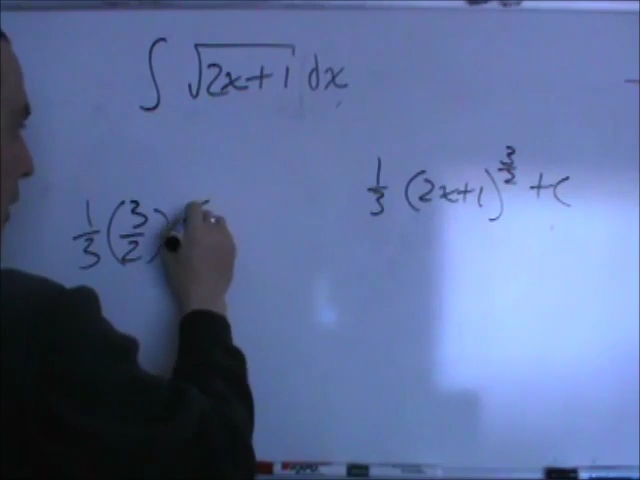 ∫ √(2x+1) dx
1/3 (2x+1)^(3/2) + C
1/3 (3/2)